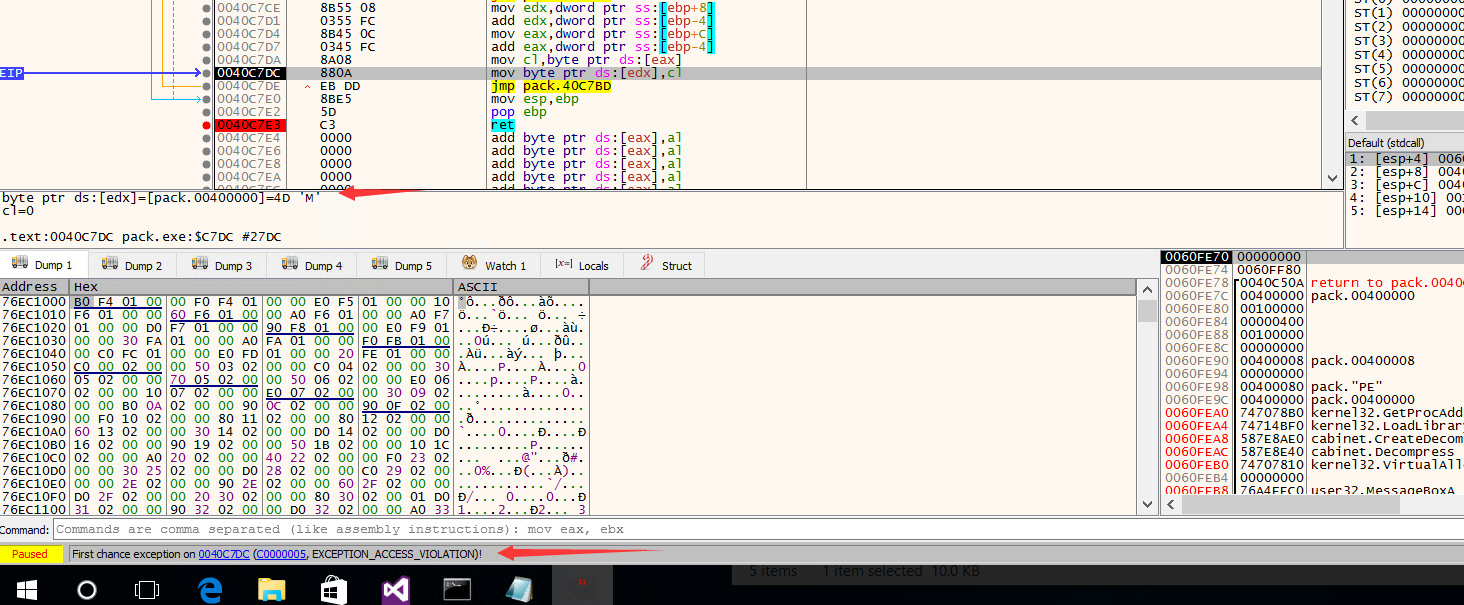 0040C7CE 8B55 08 mov edx,dword ptr ss:[ebp+8]
0040C7D1 0355 FC add edx,dword ptr ss:[ebp-4]
0040C7D4 8B45 0C mov eax,dword ptr ss:[ebp+C]
0040C7D7 0345 FC add eax,dword ptr ss:[ebp-4]
0040C7DA 8A08 mov cl,byte ptr ds:[eax]
EIP 0040C7DC 880A mov byte ptr ds:[edx],cl
0040C7DE EB DD jmp pack.40C7BD
0040C7E0 8BE5 mov esp,ebp
0040C7E2 5D pop ebp
0040C7E3 C3 ret
0040C7E4 0000 add byte ptr ds:[eax],al
0040C7E6 0000 add byte ptr ds:[eax],al
0040C7E8 0000 add byte ptr ds:[eax],al
0040C7EA 0000 add byte ptr ds:[eax],al
ST(1) 00000000
ST(2) 00000000
ST(3) 00000000
ST(4) 00000000
ST(5) 00000000
ST(6) 00000000
ST(7) 00000000
Default (stdcall)
1: [esp+4] 0060
2: [esp+8] 0040
3: [esp+C] 0040
4: [esp+10] 00
5: [esp+14] 00
byte ptr ds:[edx]=[pack.00400000]=4D 'M'
cl=0
.text:0040C7DC pack.exe:$C7DC #27DC
Dump 1 Dump 2 Dump 3 Dump 4 Dump 5 Watch 1 [x=] Locals Struct
Address Hex ASCII
76EC1000 B0 F4 01 00 00 F0 F4 01 00 00 E0 F5 01 00 00 10 °ô...ðô...àõ....
76EC1010 F6 01 00 00 60 F6 01 00 00 A0 F6 01 00 00 A0 F7 ö...`ö... ö... ÷
76EC1020 01 00 00 D0 F7 01 00 00 90 F8 01 00 00 E0 F9 01 ...Ð÷....ø...àù.
76EC1030 00 00 30 FA 01 00 00 A0 FA 01 00 00 F0 FB 01 00 ..0ú... ú...ðû..
76EC1040 00 C0 FC 01 00 00 E0 FD 01 00 00 20 FE 01 00 00 .Àü...àý... þ...
76EC1050 C0 00 02 00 00 50 03 02 00 00 C0 04 02 00 00 30 À....P....À....0
76EC1060 05 02 00 00 70 05 02 00 00 50 06 02 00 00 E0 06 ....p....P....à.
76EC1070 02 00 00 10 07 02 00 00 E0 07 02 00 00 30 09 02 ........à....0..
76EC1080 00 00 B0 0A 02 00 00 90 0C 02 00 00 90 0F 02 00 ..°.............
76EC1090 00 F0 10 02 00 00 80 11 02 00 00 80 12 02 00 00 .ð..............
76EC10A0 60 13 02 00 00 30 14 02 00 00 D0 14 02 00 00 D0 `....0....Ð....Ð
76EC10B0 16 02 00 00 90 19 02 00 00 50 1B 02 00 00 10 1C .........P......
76EC10C0 02 00 00 A0 20 02 00 00 40 22 02 00 00 F0 23 02 ... ...@"...ð#.
76EC10D0 00 00 30 25 02 00 00 D0 28 02 00 00 C0 29 02 00 ..0%...Ð(...À)..
76EC10E0 00 00 2E 02 00 00 90 2E 02 00 00 60 2F 02 00 00 ...........`/...
76EC10F0 D0 2F 02 00 00 20 30 02 00 00 80 30 02 00 01 D0 Ð/... 0....0...Ð
76EC1100 31 02 00 00 90 32 02 00 00 D0 32 02 00 00 A0 33 1....2...Ð2... 3
0060FE70 00000000
0060FE74 0060FF80
0060FE78 0040C50A return to pack.0040
0060FE7C 00400000 pack.00400000
0060FE80 00100000
0060FE84 00000400
0060FE88 00100000
0060FE8C 00000000
0060FE90 00400008 pack.00400008
0060FE94 00000000
0060FE98 00400080 pack."PE"
0060FE9C 00400000 pack.00400000
0060FEA0 747078B0 kernel32.GetProcAdd
0060FEA4 74714BF0 kernel32.LoadLibrary
0060FEA8 587E8AE0 cabinet.CreateDecom
0060FEAC 587E8E40 cabinet.Decompress
0060FEB0 74707810 kernel32.VirtualAllo
0060FEB4 00000000
0060FEB8 76A4FFC0 user32.MessageBoxA
Command: Commands are comma separated (like assembly instructions): mov eax, ebx
Paused First chance exception on 0040C7DC (C0000005, EXCEPTION_ACCESS_VIOLATION)!
5 items 1 item selected 10.0 KB